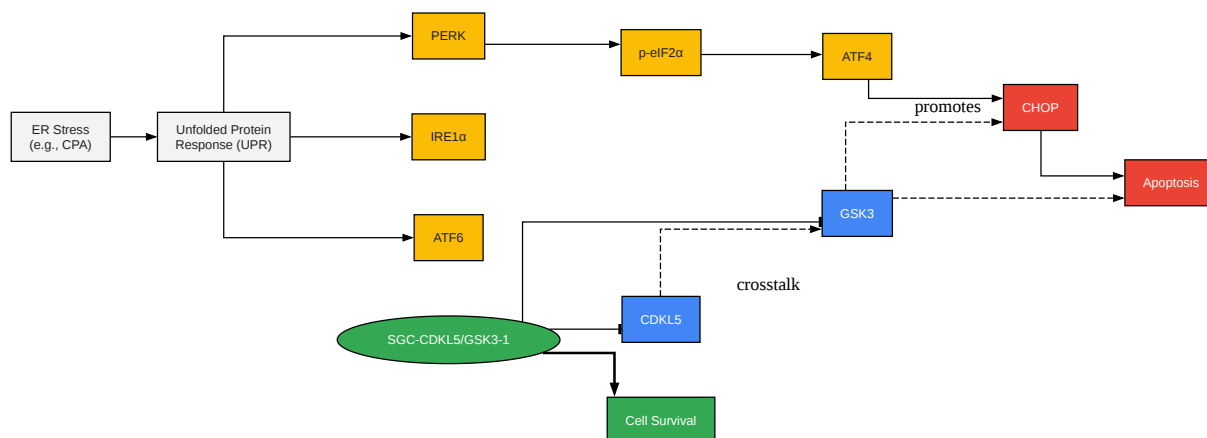 PERK
p-eIF2α
ATF4
promotes
CHOP
ER Stress
(e.g., CPA)
Unfolded Protein
Response (UPR)
IRE1α
Apoptosis
GSK3
ATF6
crosstalk
CDKL5
SGC-CDKL5/GSK3-1
Cell Survival